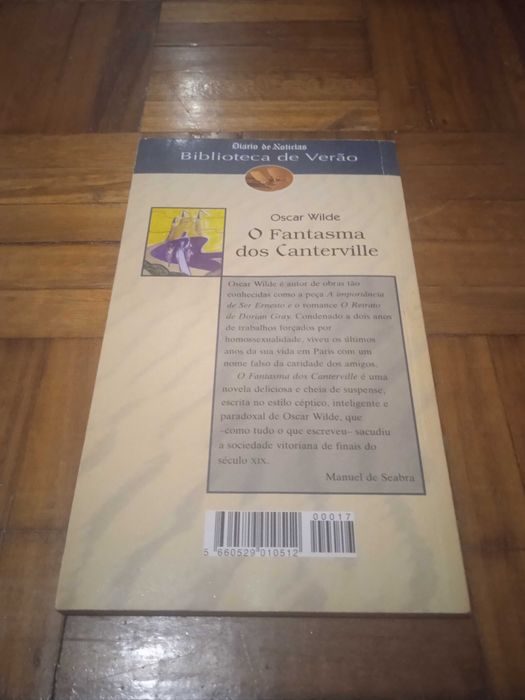 Diário de Notícias
Biblioteca de Verão
Oscar Wilde
O Fantasma
dos Canterville
Oscar Wilde é autor de obras tão
conhecidas como a peça A importância
de Ser Ernesto e o romance O Retrato
de Dorian Gray. Condenado a dois anos
de trabalhos forçados por
homossexualidade, viveu os últimos
anos da sua vida em Paris com um
nome falso da caridade dos amigos.
O Fantasma dos Canterville é uma
novela deliciosa e cheia de suspense,
escrita no estilo céptico, inteligente e
paradoxal de Oscar Wilde, que
–como tudo o que escreveu– sacudiu
a sociedade vitoriana de finais do
século XIX.
Manuel de Seabra
00017
5 660529 010512